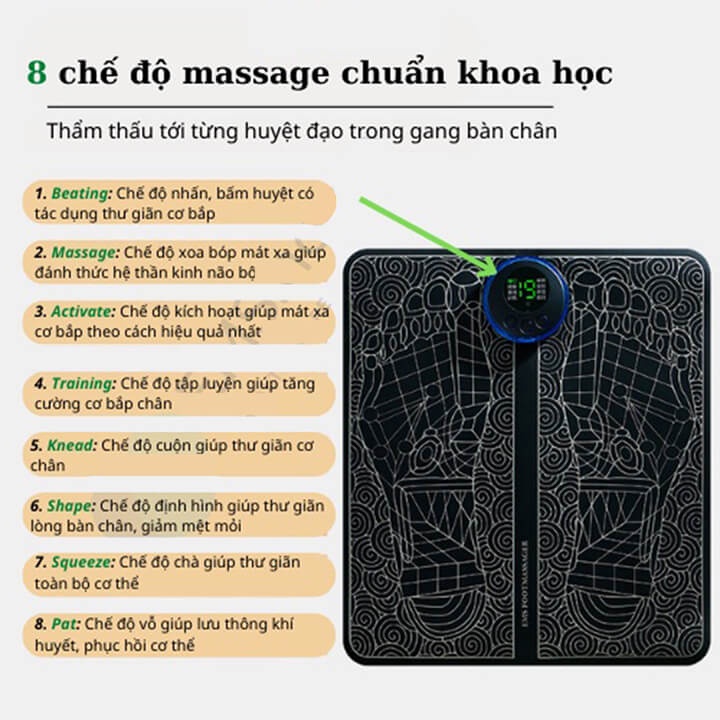 8 chế độ massage chuẩn khoa học
Thẩm thấu tới từng huyệt đạo trong gang bàn chân
1. Beating: Chế độ nhấn, bấm huyệt có
tác dụng thư giãn cơ bắp
2. Massage: Chế độ xoa bóp mát xa giúp
đánh thức hệ thần kinh não bộ
3. Activate: Chế độ kích hoạt giúp mát xa
cơ bắp theo cách hiệu quả nhất
4. Training: Chế độ tập luyện giúp tăng
cường cơ bắp chân
5. Knead: Chế độ cuộn giúp thư giãn cơ
chân
6. Shape: Chế độ định hình giúp thư giãn
lòng bàn chân, giảm mệt mỏi
7. Squeeze: Chế độ chà giúp thư giãn
toàn bộ cơ thể
8. Pat: Chế độ vỗ giúp lưu thông khí
huyết, phục hồi cơ thể
19
EMS FOOTMASSAGER